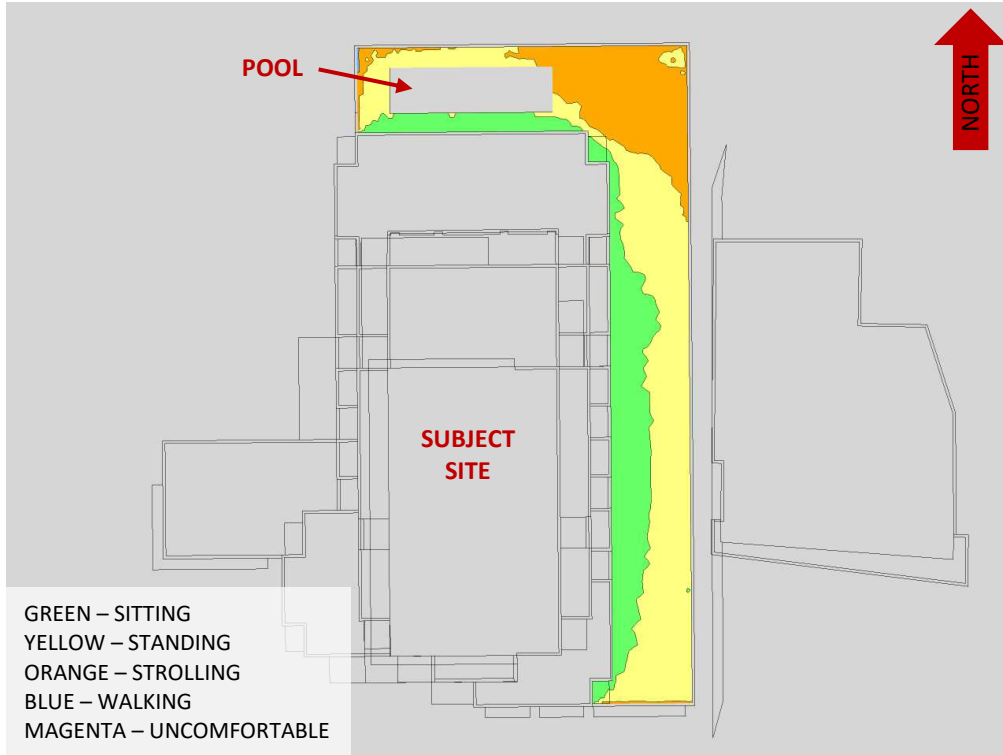 POOL
NORTH
SUBJECT
SITE
GREEN – SITTING
YELLOW – STANDING
ORANGE – STROLLING
BLUE – WALKING
MAGENTA – UNCOMFORTABLE